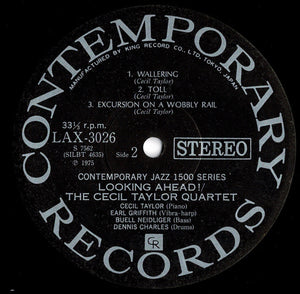 CONTEMPORARY RECORDS
MANUFACTURED BY KING RECORD CO., LTD, TOKYO, JAPAN
1. WALLERING
(Cecil Taylor)
2. TOLL
(Cecil Taylor)
3. EXCURSION ON A WOBBLY RAIL
(Cecil Taylor)
33⅓ r.p.m.
LAX-3026
S 7562
(SILBT 4635) Side 2
℗ 1975
STEREO
CONTEMPORARY JAZZ 1500 SERIES
LOOKING AHEAD!/
THE CECIL TAYLOR QUARTET
CECIL TAYLOR (Piano)
EARL GRIFFITH (Vibra-harp)
BUELL NEIDLIGER (Bass)
DENNIS CHARLES (Drums)
CR